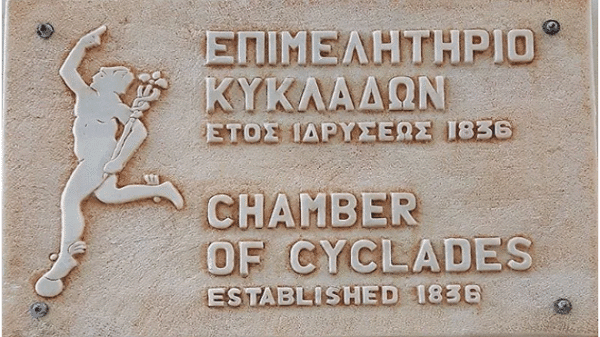 ΕΠΙΜΕΛΗΤΗΡΙΟ
ΚΥΚΛΑΔΩΝ
ΕΤΟΣ ΙΔΡΥΣΕΩΣ 1836
CHAMBER
OF CYCLADES
ESTABLISHED 1836